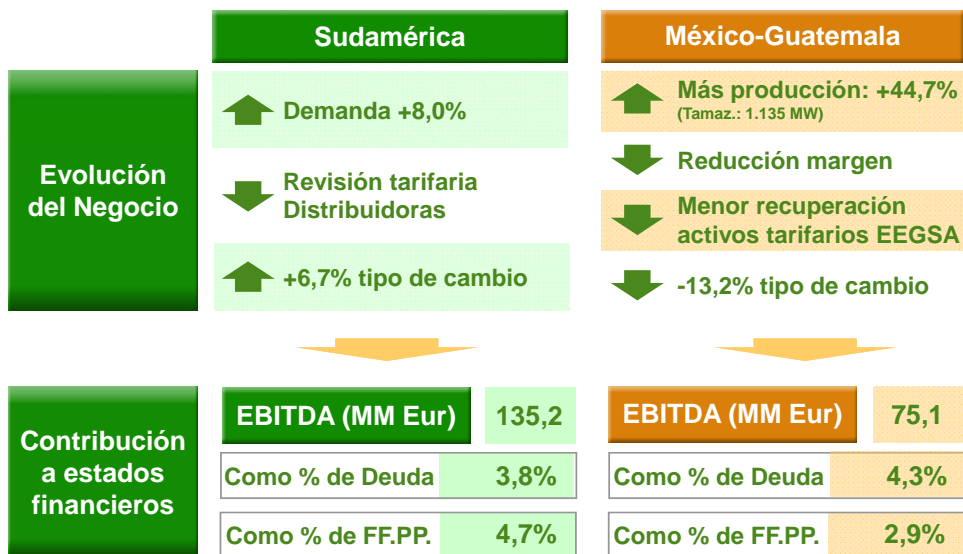 Sudamérica
México-Guatemala
Evolución
del Negocio
Demanda +8,0%
Revisión tarifaria
Distribuidoras
+6,7% tipo de cambio
Más producción: +44,7%
(Tamaz.: 1.135 MW)
Reducción margen
Menor recuperación
activos tarifarios EEGSA
-13,2% tipo de cambio
Contribución
a estados
financieros
EBITDA (MM Eur) 135,2
Como % de Deuda 3,8%
Como % de FF.PP. 4,7%
EBITDA (MM Eur) 75,1
Como % de Deuda 4,3%
Como % de FF.PP. 2,9%